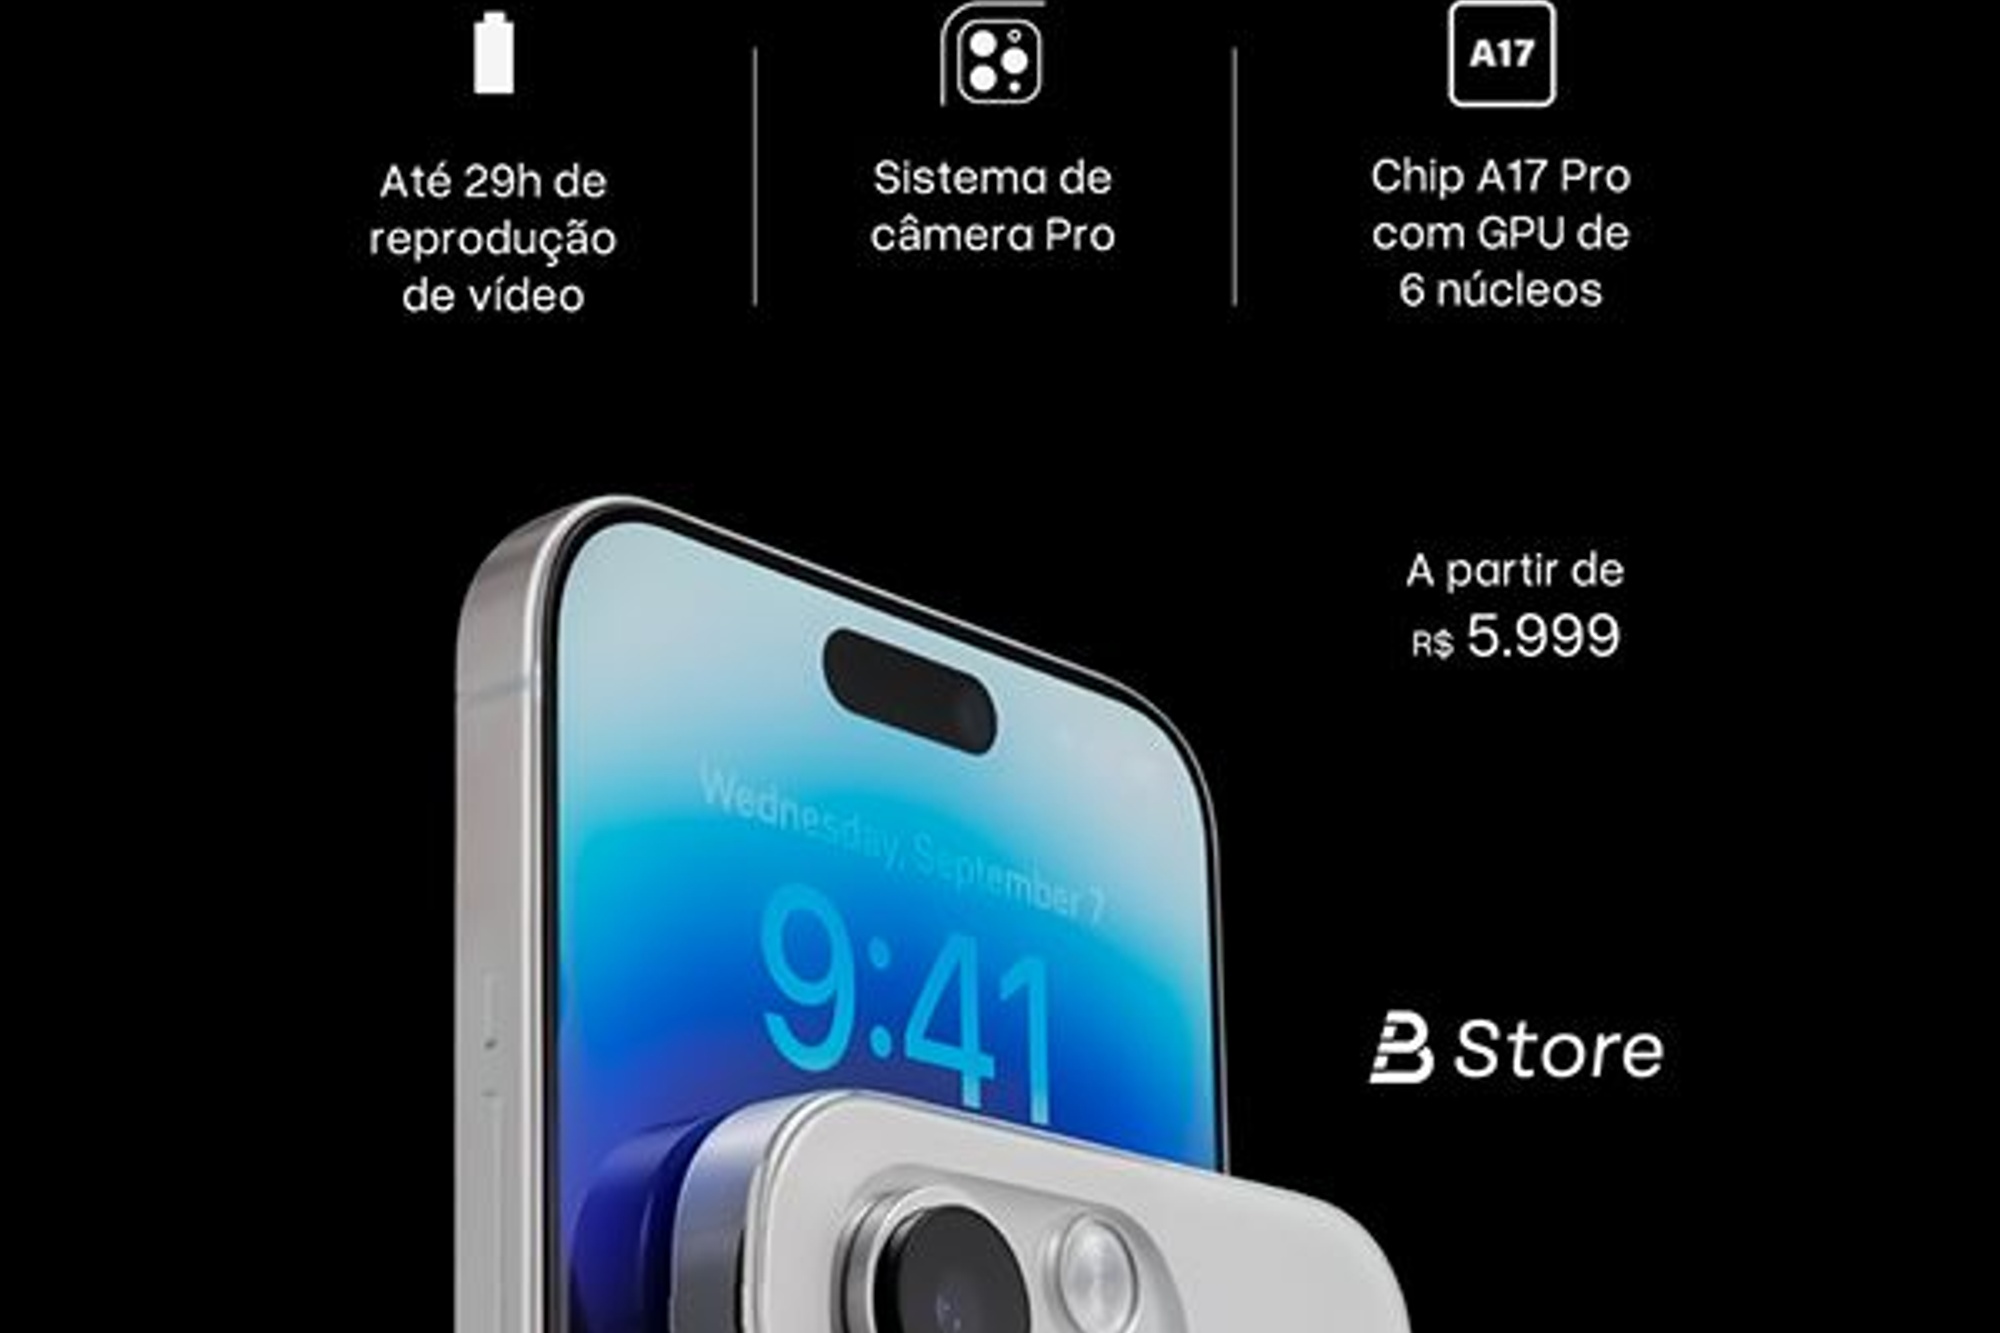 A17
Até 29h de
reprodução
de vídeo
Sistema de
câmera Pro
Chip A17 Pro
com GPU de
6 núcleos
A partir de
R$ 5.999
Wednesday, September 7
9:41
B Store